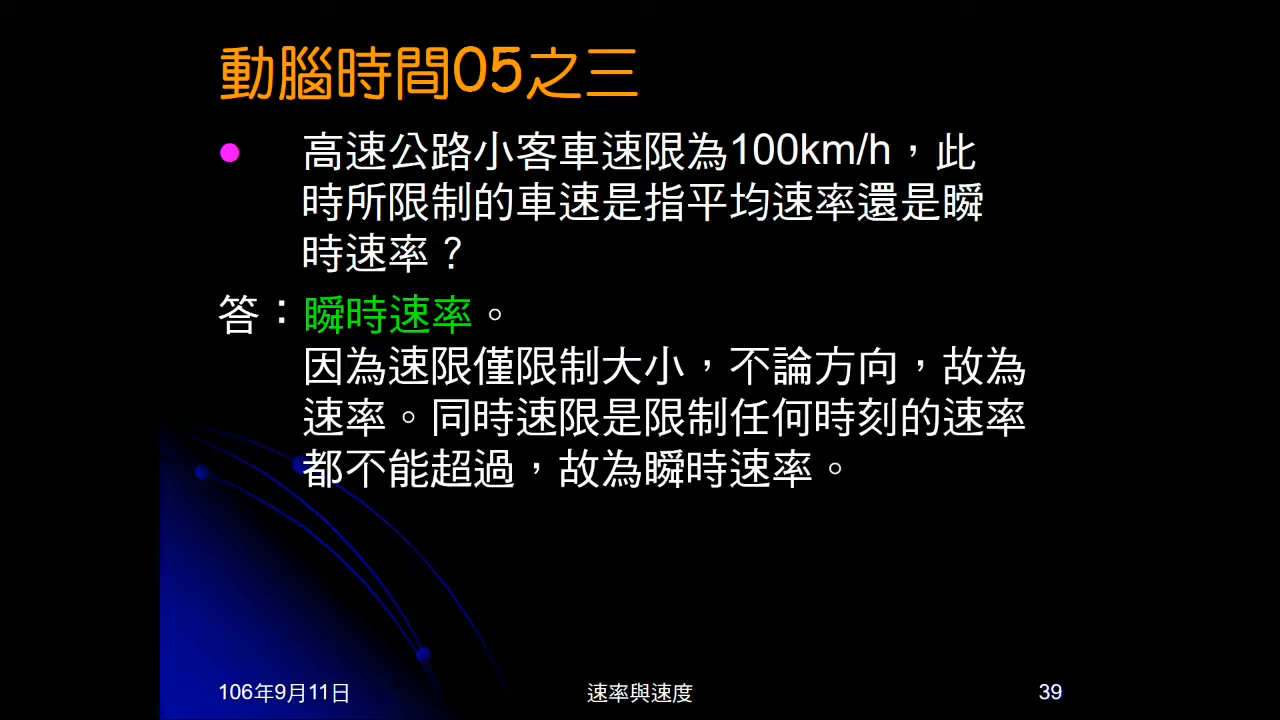 動腦時間05之三
● 高速公路小客車速限為100km/h，此
時所限制的車速是指平均速率還是瞬
時速率？
答：瞬時速率。
因為速限僅限制大小，不論方向，故為
速率。同時速限是限制任何時刻的速率
都不能超過，故為瞬時速率。
106年9月11日
速率與速度
39